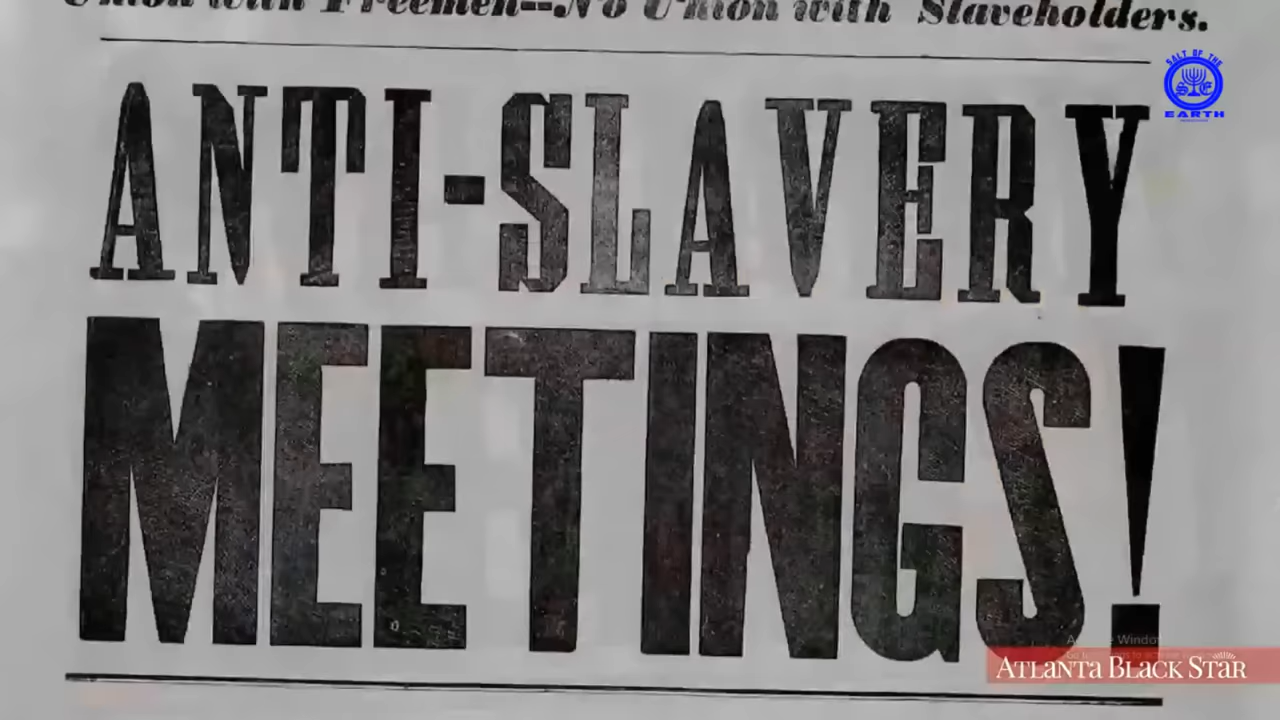 Union with Freemen--No Union with Slaveholders.
SALT OF THE
EARTH
ANTI-SLAVERY
MEETINGS!
ATLANTA BLACK STAR